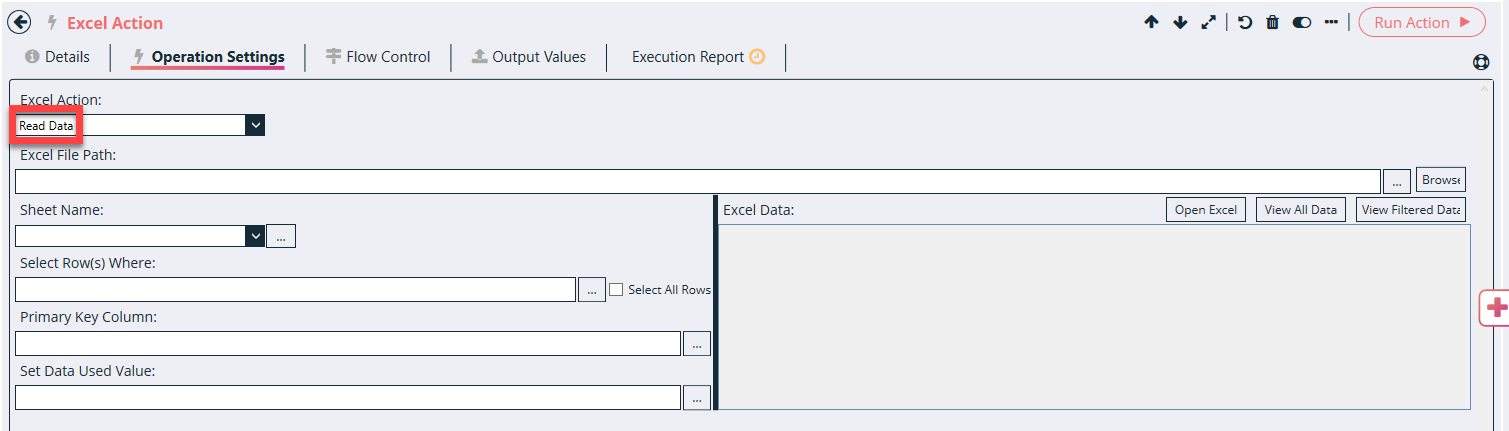 Excel Action
Run Action
Details
Operation Settings
Flow Control
Output Values
Execution Report
Excel Action:
Read Data
Excel File Path:
...
Browse
Sheet Name:
...
Excel Data:
Open Excel
View All Data
View Filtered Data
Select Row(s) Where:
...
Select All Rows
Primary Key Column:
...
Set Data Used Value:
...